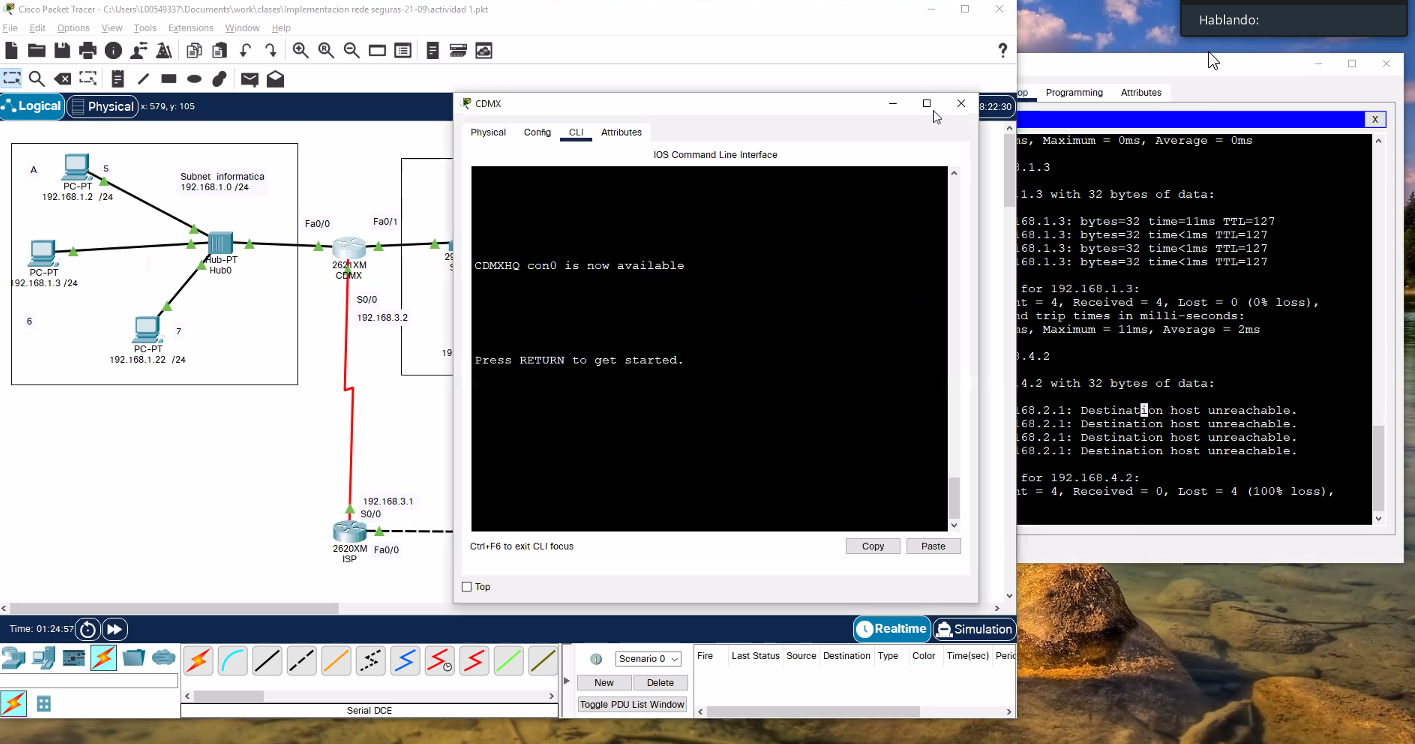 Cisco Packet Tracer - C:\Users\L00549337\Documents\work\clases\Implementacion rede seguras-21-09\actividad 1.pkt
File Edit Options View Tools Extensions Window Help
Logical Physical x: 579, y: 105
8:22:30
A
5
PC-PT
192.168.1.2 /24
Subnet informatica
192.168.1.0 /24
PC-PT
192.168.1.3 /24
Hub-PT
Hub0
6
7
PC-PT
192.168.1.22 /24
Fa0/0
Fa0/1
2621XM
CDMX
S0/0
192.168.3.2
192.168.3.1
S0/0
2620XM
ISP
Fa0/0
29
S
19
CDMX
Physical Config CLI Attributes
IOS Command Line Interface
CDMXHQ con0 is now available
Press RETURN to get started.
Ctrl+F6 to exit CLI focus
Copy Paste
Top
Hablando:
op Programming Attributes
X
s, Maximum = 0ms, Average = 0ms
.1.3
.1.3 with 32 bytes of data:
68.1.3: bytes=32 time=11ms TTL=127
68.1.3: bytes=32 time<1ms TTL=127
68.1.3: bytes=32 time<1ms TTL=127
68.1.3: bytes=32 time<1ms TTL=127
for 192.168.1.3:
nt = 4, Received = 4, Lost = 0 (0% loss),
nd trip times in milli-seconds:
ms, Maximum = 11ms, Average = 2ms
.4.2
.4.2 with 32 bytes of data:
68.2.1: Destination host unreachable.
68.2.1: Destination host unreachable.
68.2.1: Destination host unreachable.
68.2.1: Destination host unreachable.
for 192.168.4.2:
nt = 4, Received = 0, Lost = 4 (100% loss),
Time: 01:24:57
Realtime Simulation
Scenario 0
New Delete
Toggle PDU List Window
Fire Last Status Source Destination Type Color Time(sec) Perio
Serial DCE